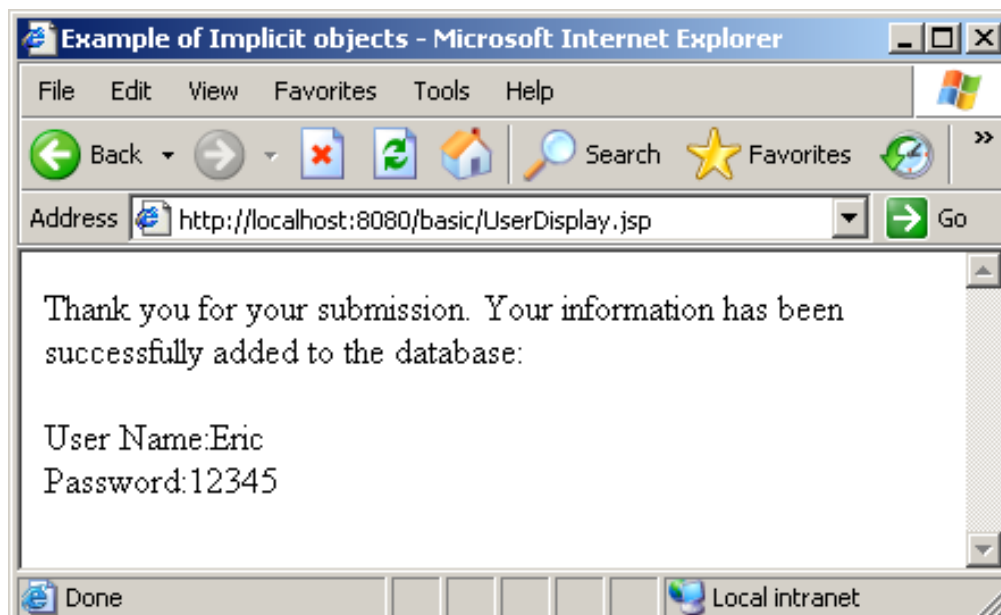 Example of Implicit objects - Microsoft Internet Explorer
File Edit View Favorites Tools Help
Back Search Favorites »
Address http://localhost:8080/basic/UserDisplay.jsp Go
Thank you for your submission. Your information has been
successfully added to the database:
User Name:Eric
Password:12345
Done Local intranet